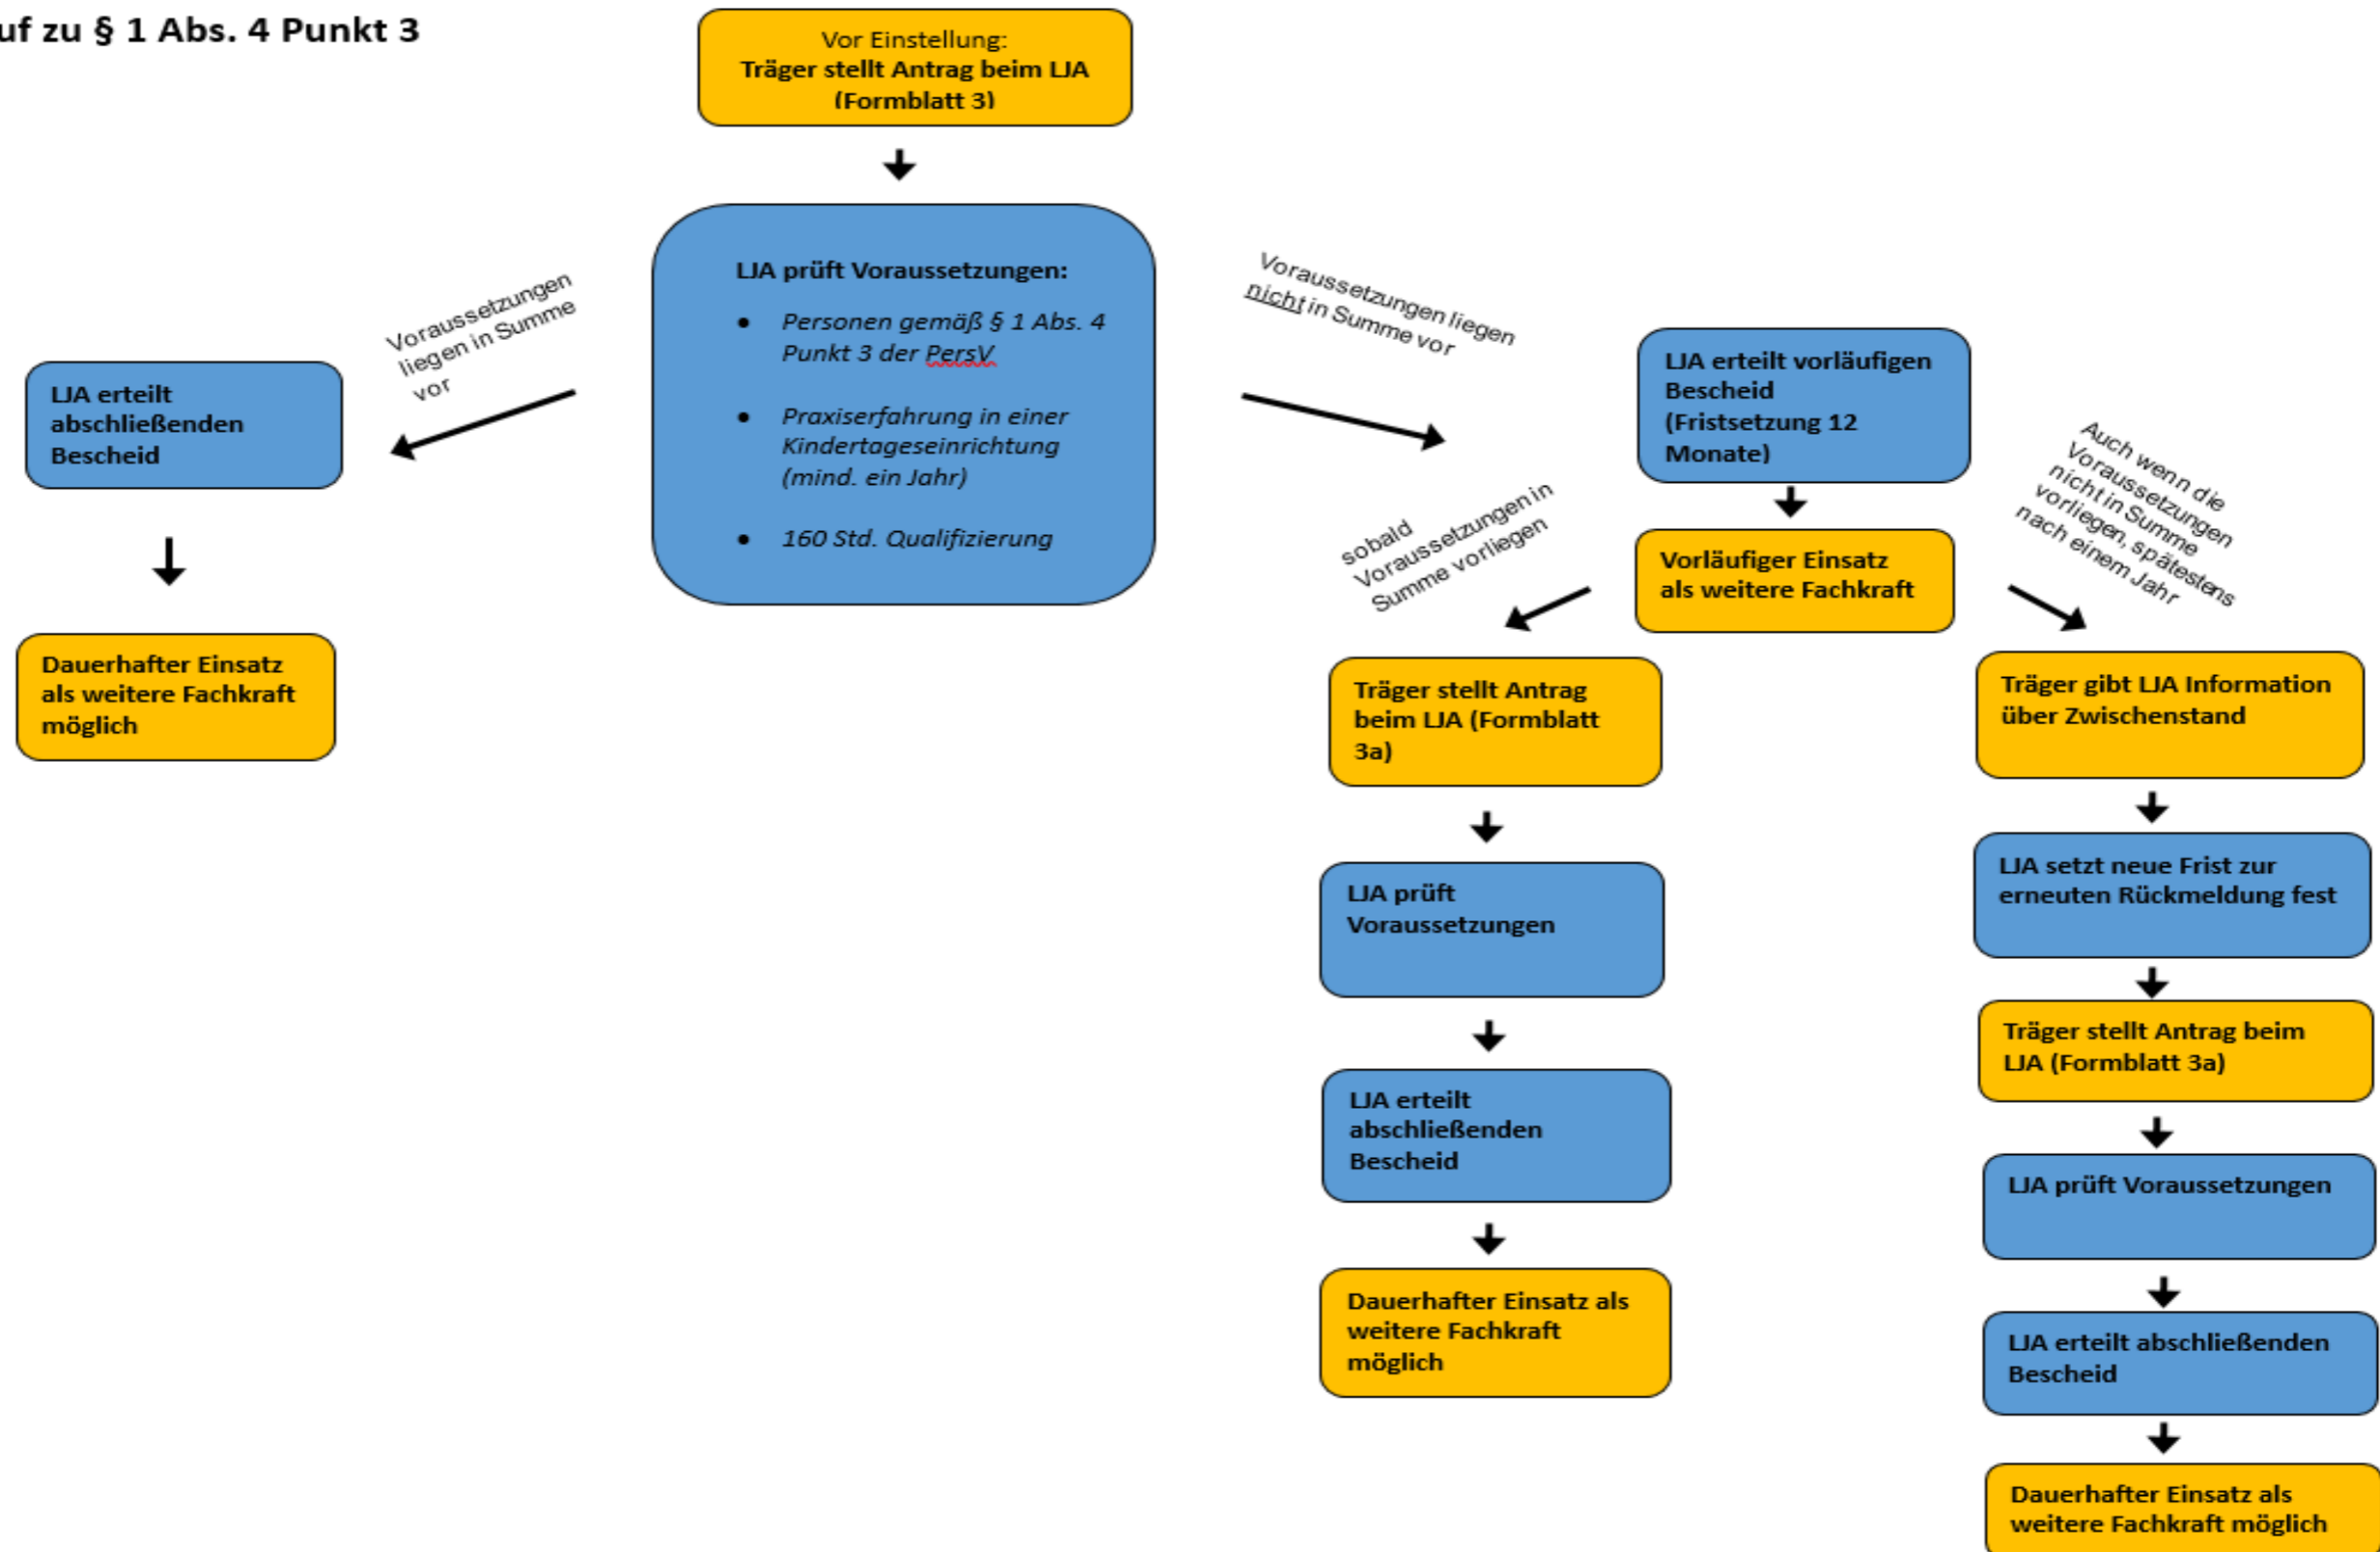 uf zu § 1 Abs. 4 Punkt 3
Vor Einstellung:
Träger stellt Antrag beim LJA
(Formblatt 3)
LJA prüft Voraussetzungen:
• Personen gemäß § 1 Abs. 4
Punkt 3 der PersV
• Praxiserfahrung in einer
Kindertageseinrichtung
(mind. ein Jahr)
• 160 Std. Qualifizierung
Voraussetzungen
liegen in Summe
vor
LJA erteilt
abschließenden
Bescheid
Dauerhafter Einsatz
als weitere Fachkraft
möglich
Voraussetzungen liegen
nicht in Summe vor
LJA erteilt vorläufigen
Bescheid
(Fristsetzung 12
Monate)
Vorläufiger Einsatz
als weitere Fachkraft
sobald
Voraussetzungen in
Summe vorliegen
Träger stellt Antrag
beim LJA (Formblatt
3a)
LJA prüft
Voraussetzungen
LJA erteilt
abschließenden
Bescheid
Dauerhafter Einsatz als
weitere Fachkraft
möglich
Auch wenn die
Voraussetzungen
nicht in Summe
vorliegen, spätestens
nach einem Jahr
Träger gibt LJA Information
über Zwischenstand
LJA setzt neue Frist zur
erneuten Rückmeldung fest
Träger stellt Antrag beim
LJA (Formblatt 3a)
LJA prüft Voraussetzungen
LJA erteilt abschließenden
Bescheid
Dauerhafter Einsatz als
weitere Fachkraft möglich